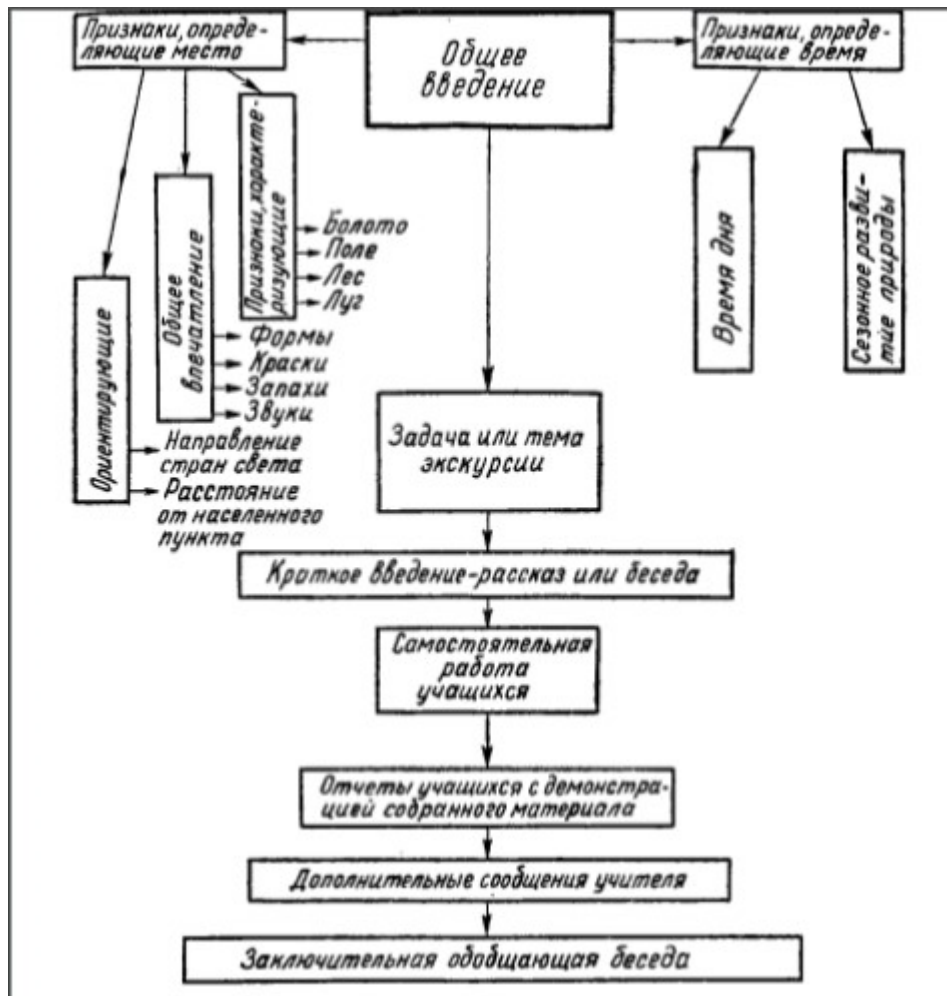 Признаки, опреде-
ляющие место
Общее
введение
Признаки, опреде-
ляющие время
Признаки, характе-
ризующие
Болото
Поле
Лес
Луг
Общее
впечатление
Формы
Краски
Запахи
Звуки
Ориентирующие
Направление
стран света
Расстояние
от населенного
пункта
Время дня
Сезонное разви-
тие природы
Задача или тема
экскурсии
Краткое введение-рассказ или беседа
Самостоятельная
работа
учащихся
Отчеты учащихся с демонстра-
цией собранного материала
Дополнительные сообщения учителя
Заключительная обобщающая беседа